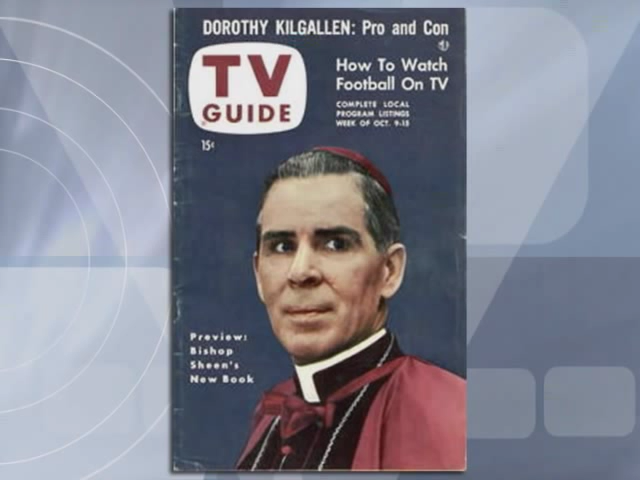 DOROTHY KILGALLEN: Pro and Con
TV
GUIDE
15¢
How To Watch
Football On TV
COMPLETE LOCAL
PROGRAM LISTINGS
WEEK OF OCT. 9-15
Preview:
Bishop
Sheen's
New Book